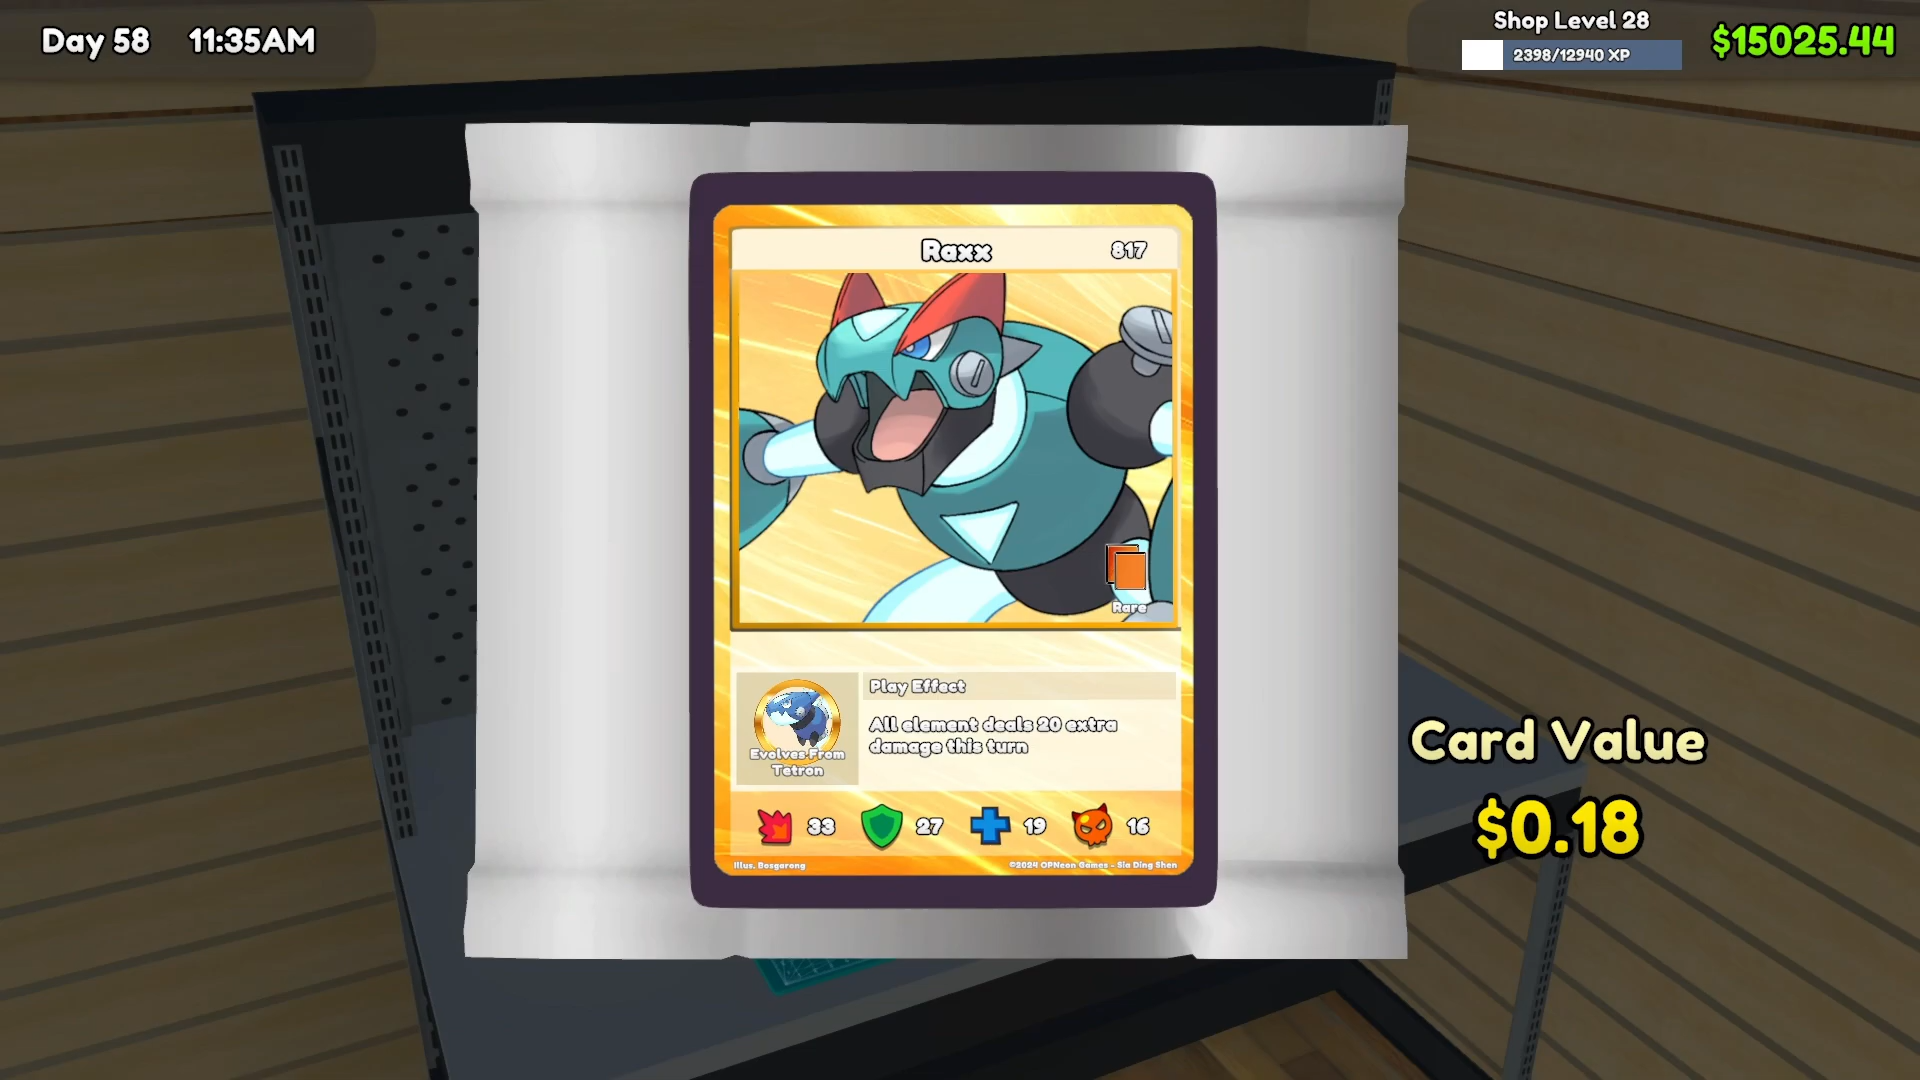 Day 58 11:35AM
Shop Level 28
2398/12940 XP
$15025.44
Raxx 817
Rare
Play Effect
All element deals 20 extra
damage this turn
Evolves From
Tetron
33 27 19 16
Illus. Besgarong
©2024 OPNeon Games - Sia Ding Shen
Card Value
$0.18